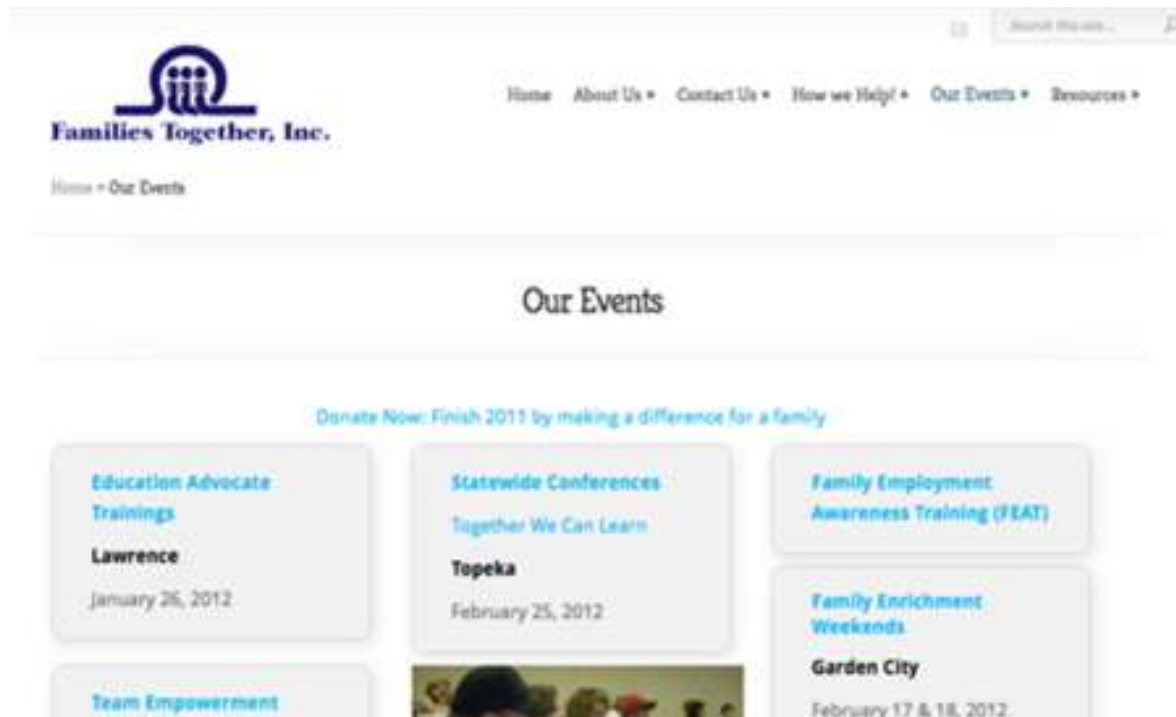 Search this site...
Families Together, Inc.
Home About Us Contact Us How we Help! Our Events Resources
Home » Our Events
Our Events
Donate Now: Finish 2011 by making a difference for a family
Education Advocate
Trainings
Lawrence
January 26, 2012
Team Empowerment
Statewide Conferences
Together We Can Learn
Topeka
February 25, 2012
Family Employment
Awareness Training (FEAT)
Family Enrichment
Weekends
Garden City
February 17 & 18, 2012